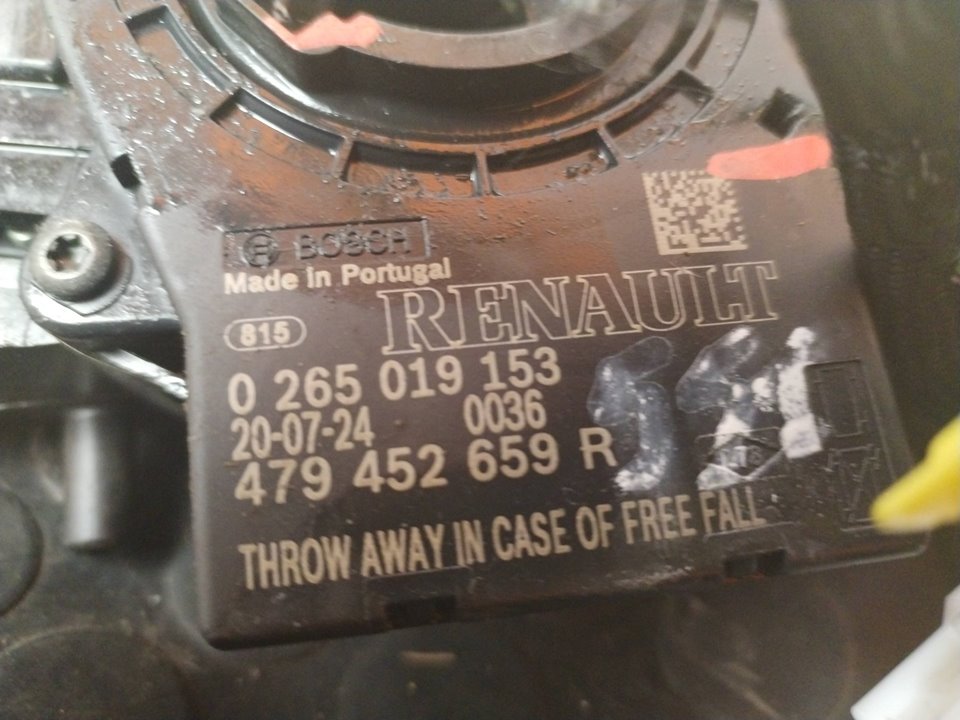 BOSCH
Made in Portugal
RENAULT
815
0 265 019 153
20-07-24 0036
479 452 659 R
THROW AWAY IN CASE OF FREE FALL